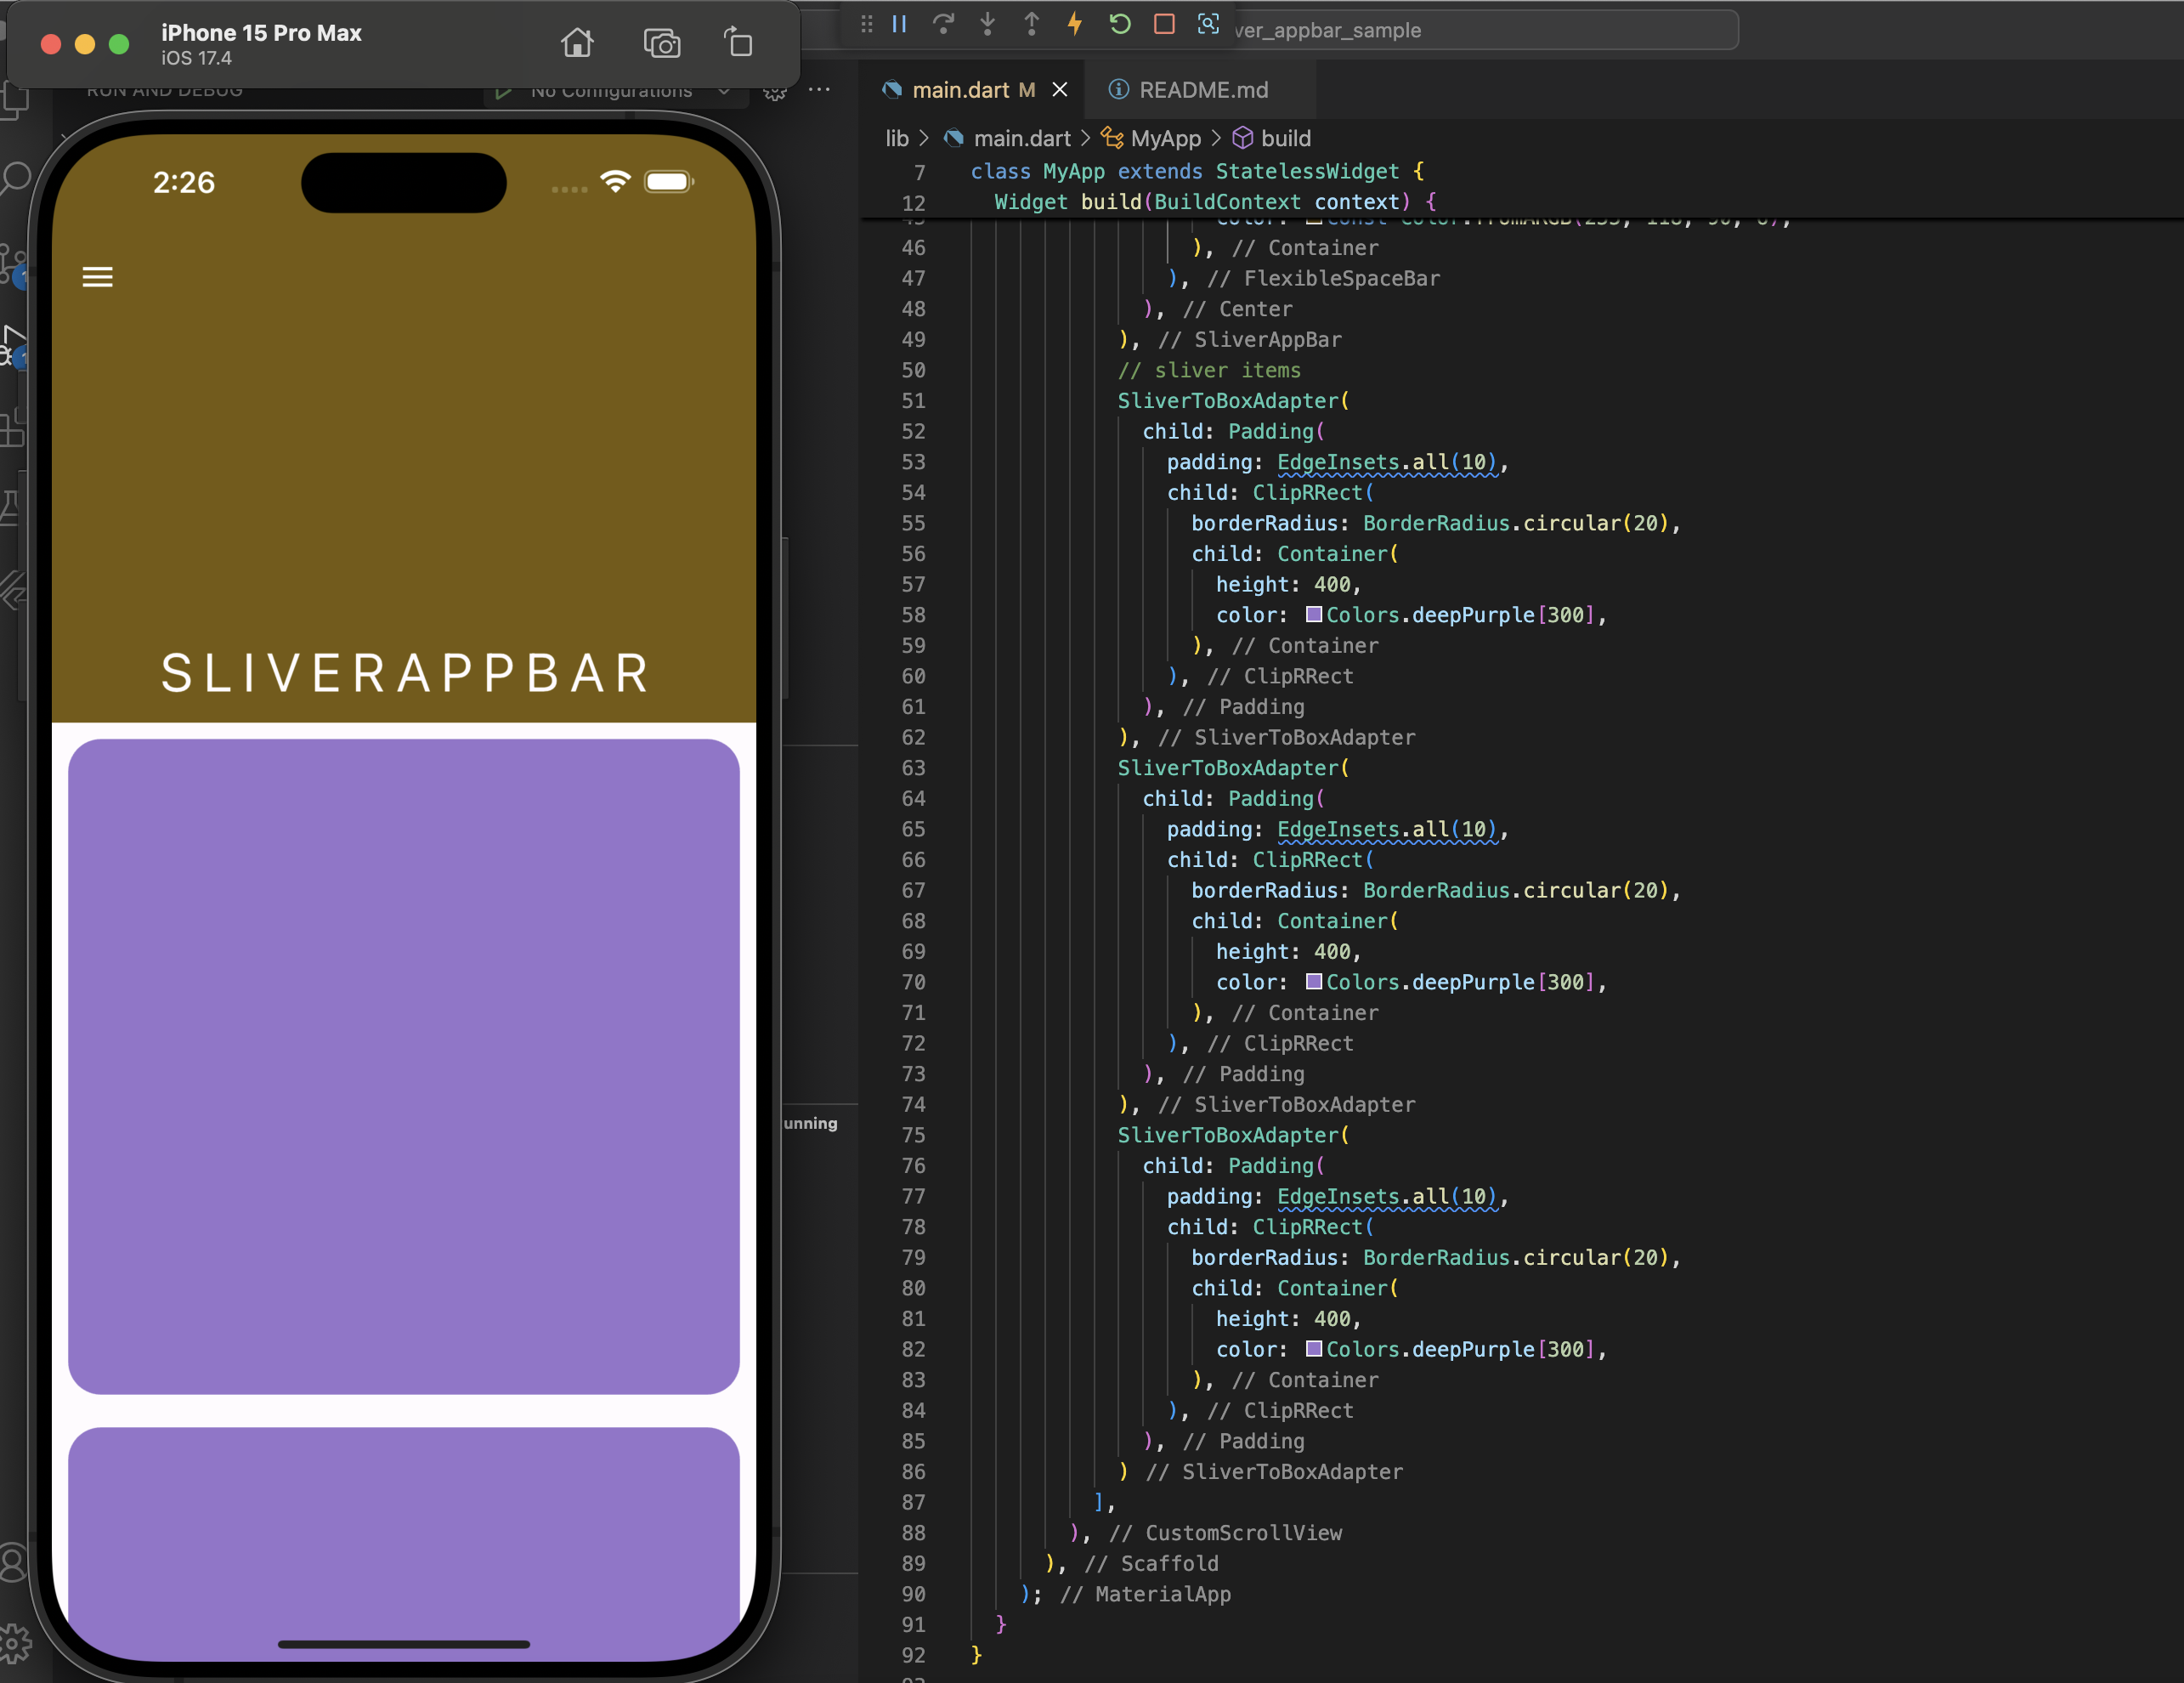 iPhone 15 Pro Max
iOS 17.4
ver_appbar_sample
RUN AND DEBUG
No Configurations
main.dart M
README.md
lib > main.dart > MyApp > build
2:26
SLIVERAPPBAR
unning
7 class MyApp extends StatelessWidget {
12 Widget build(BuildContext context) {
46 ), // Container
47 ), // FlexibleSpaceBar
48 ), // Center
49 ), // SliverAppBar
50 // sliver items
51 SliverToBoxAdapter(
52 child: Padding(
53 padding: EdgeInsets.all(10),
54 child: ClipRRect(
55 borderRadius: BorderRadius.circular(20),
56 child: Container(
57 height: 400,
58 color: Colors.deepPurple[300],
59 ), // Container
60 ), // ClipRRect
61 ), // Padding
62 ), // SliverToBoxAdapter
63 SliverToBoxAdapter(
64 child: Padding(
65 padding: EdgeInsets.all(10),
66 child: ClipRRect(
67 borderRadius: BorderRadius.circular(20),
68 child: Container(
69 height: 400,
70 color: Colors.deepPurple[300],
71 ), // Container
72 ), // ClipRRect
73 ), // Padding
74 ), // SliverToBoxAdapter
75 SliverToBoxAdapter(
76 child: Padding(
77 padding: EdgeInsets.all(10),
78 child: ClipRRect(
79 borderRadius: BorderRadius.circular(20),
80 child: Container(
81 height: 400,
82 color: Colors.deepPurple[300],
83 ), // Container
84 ), // ClipRRect
85 ), // Padding
86 ) // SliverToBoxAdapter
87 ],
88 ), // CustomScrollView
89 ), // Scaffold
90 ); // MaterialApp
91 }
92 }